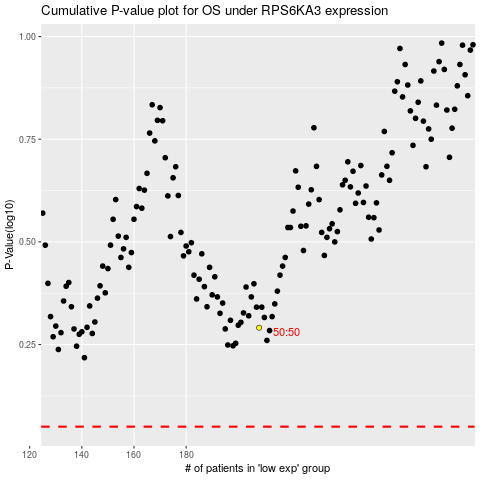 Cumulative P-value plot for OS under RPS6KA3 expression
P-Value(log10)
1.00
0.75
0.50
0.25
50:50
120 140 160 180
# of patients in 'low exp' group